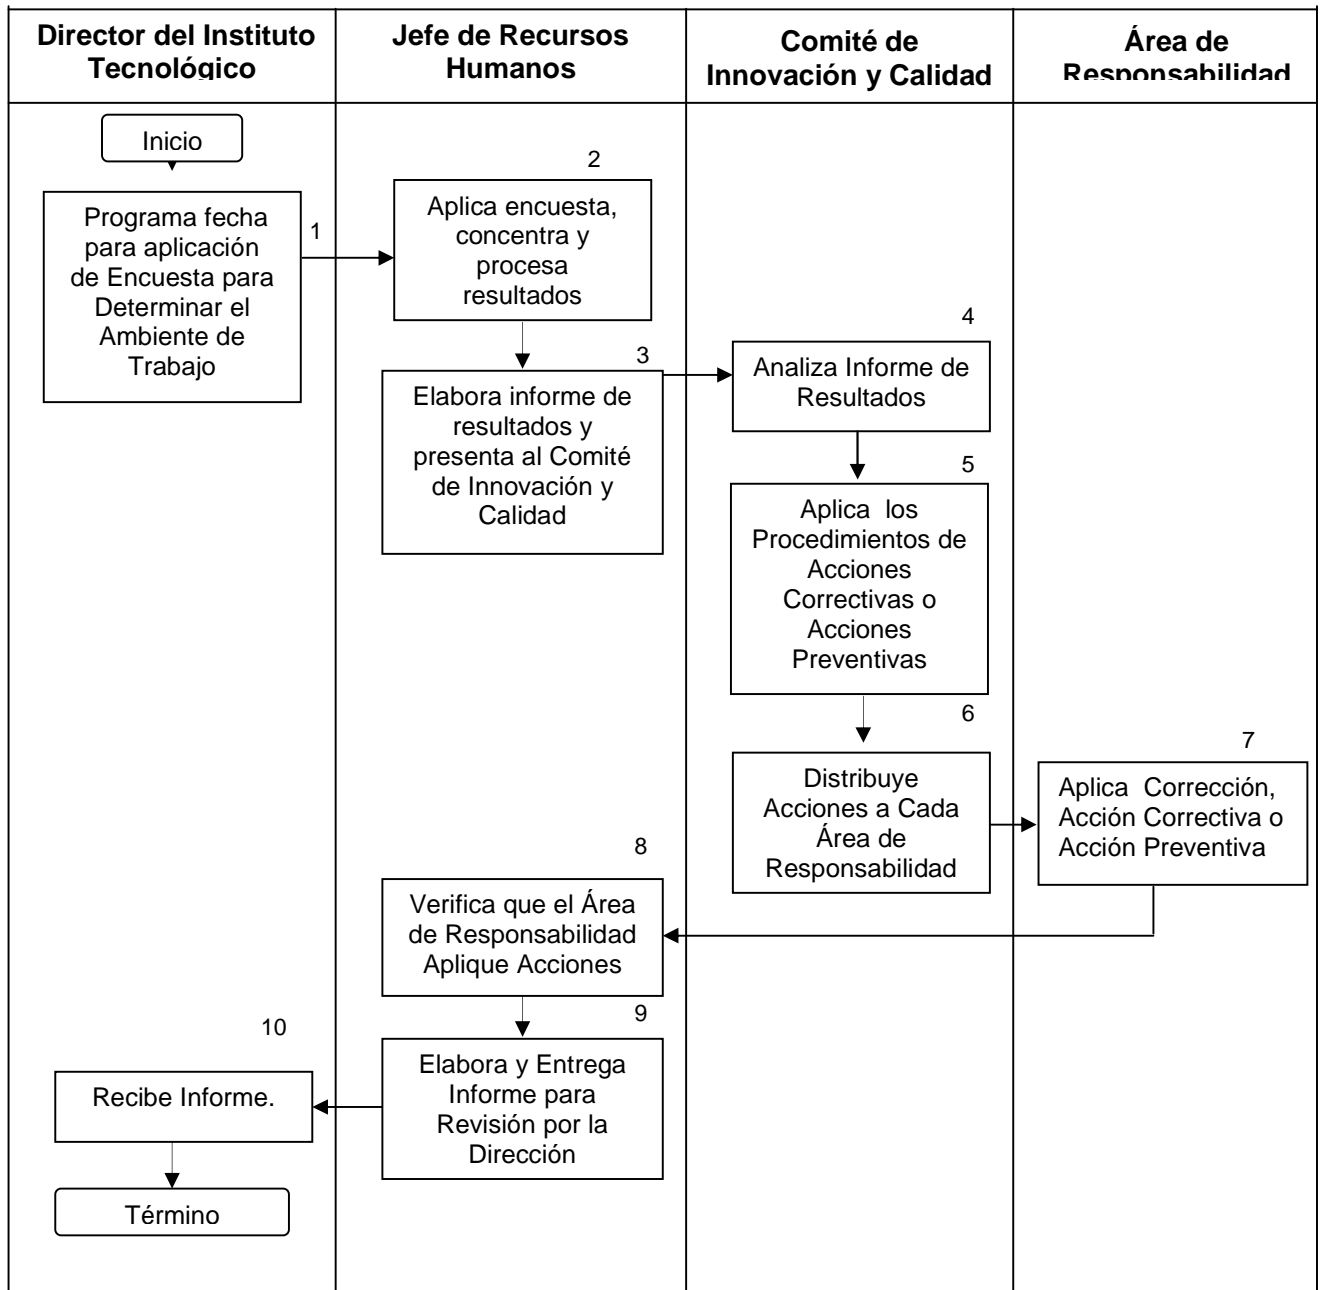 Director del Instituto
Tecnológico
Jefe de Recursos
Humanos
Comité de
Innovación y Calidad
Área de
Responsabilidad
Inicio
Programa fecha
para aplicación
de Encuesta para
Determinar el
Ambiente de
Trabajo
1
2
Aplica encuesta,
concentra y
procesa
resultados
3
Elabora informe de
resultados y
presenta al Comité
de Innovación y
Calidad
4
Analiza Informe de
Resultados
5
Aplica los
Procedimientos de
Acciones
Correctivas o
Acciones
Preventivas
6
Distribuye
Acciones a Cada
Área de
Responsabilidad
7
Aplica Corrección,
Acción Correctiva o
Acción Preventiva
8
Verifica que el Área
de Responsabilidad
Aplique Acciones
9
Elabora y Entrega
Informe para
Revisión por la
Dirección
10
Recibe Informe.
Término